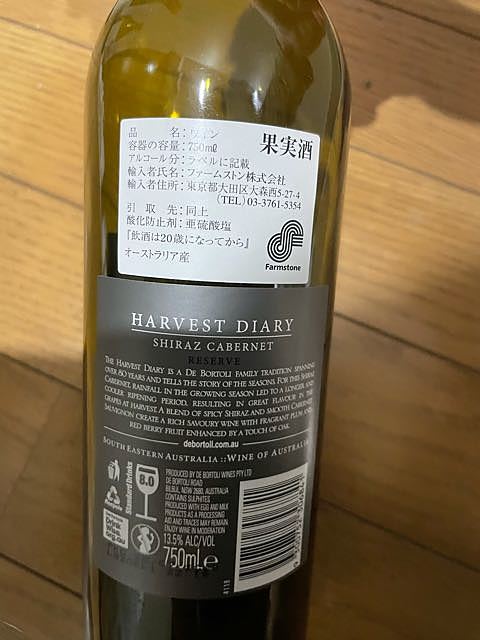 品　　名：ワイン
果実酒
容器の容量：750mℓ
アルコール分：ラベルに記載
輸入者氏名：ファームストン株式会社
輸入者住所：東京都大田区大森西5-27-4
(TEL) 03-3761-5354
引　取　先：同上
酸化防止剤：亜硫酸塩
『飲酒は20歳になってから』
オーストラリア産
Farmstone
HARVEST DIARY
SHIRAZ CABERNET
RESERVE
THE HARVEST DIARY IS A DE BORTOLI FAMILY TRADITION SPANNING
OVER 80 YEARS AND TELLS THE STORY OF THE SEASONS. FOR THIS SHIRAZ
CABERNET, RAINFALL IN THE GROWING SEASON LED TO A LONGER AND
COOLER RIPENING PERIOD, RESULTING IN GREAT FLAVOUR IN THE
GRAPES AT HARVEST. A BLEND OF SPICY SHIRAZ AND SMOOTH CABERNET
SAUVIGNON CREATE A RICH SAVOURY WINE WITH FRAGRANT PLUM AND
RED BERRY FRUIT ENHANCED BY A TOUCH OF OAK.
debortoli.com.au
SOUTH EASTERN AUSTRALIA :: WINE OF AUSTRALIA
please recycle
Standard Drinks
8.0
PRODUCED BY DE BORTOLI WINES PTY LTD
DE BORTOLI ROAD
BILBUL, NSW 2680, AUSTRALIA
CONTAINS SULPHITES
PRODUCED WITH EGG AND MILK
PRODUCTS AS A PROCESSING
AID AND TRACES MAY REMAIN
ENJOY WINE IN MODERATION
13.5% ALC/VOL
750mL e
4118